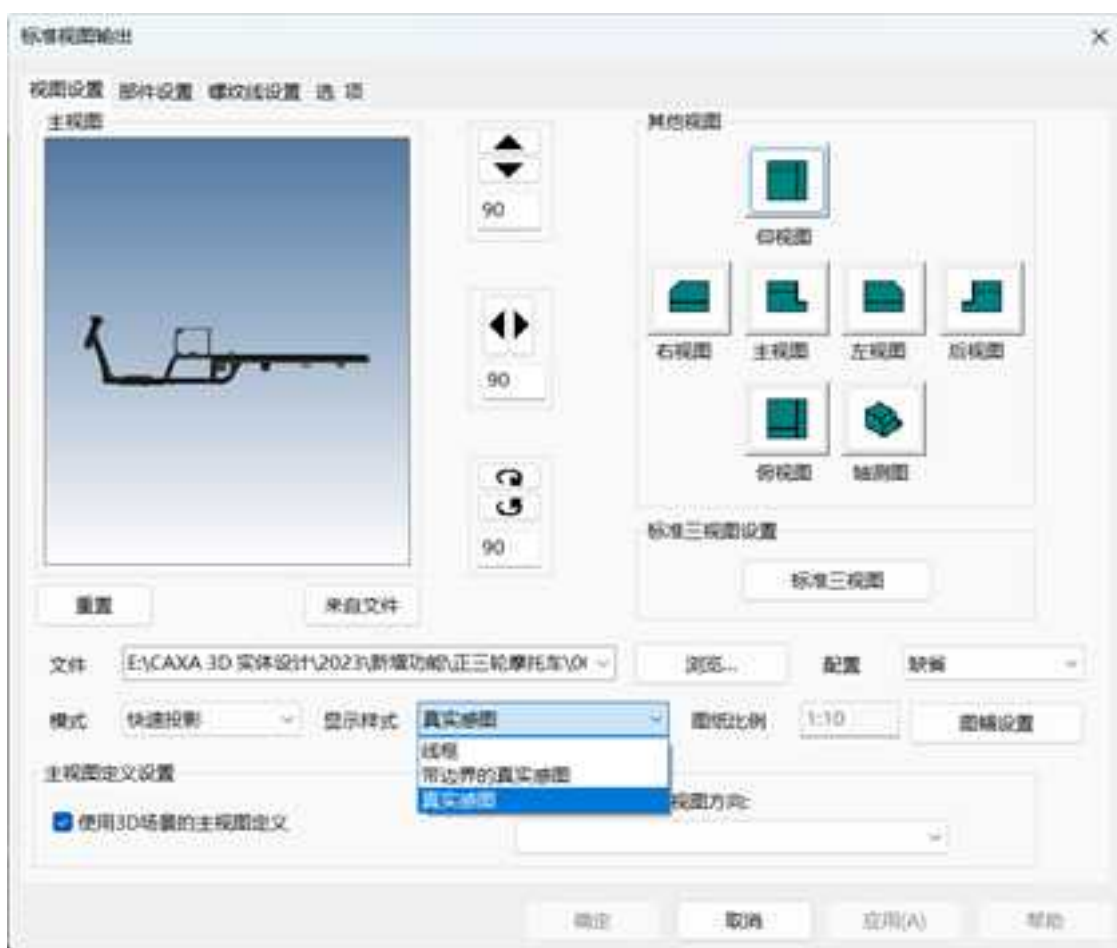 标准视图输出
视图设置 部件设置 螺纹线设置 选 项
主视图
90
90
90
重置
来自文件
其他视图
仰视图
右视图 主视图 左视图 后视图
俯视图 轴测图
标准三视图设置
标准三视图
文件 E:\CAXA 3D 实体设计\2023\新增功能\正三轮摩托车\0 浏览... 配置 缺省
模式 快速投影 显示样式 真实感图 图纸比例 1:10 图幅设置
线框
带边界的真实感图
真实感图
主视图定义设置
使用3D场景的主视图定义
视图方向:
确定 取消 应用(A) 帮助